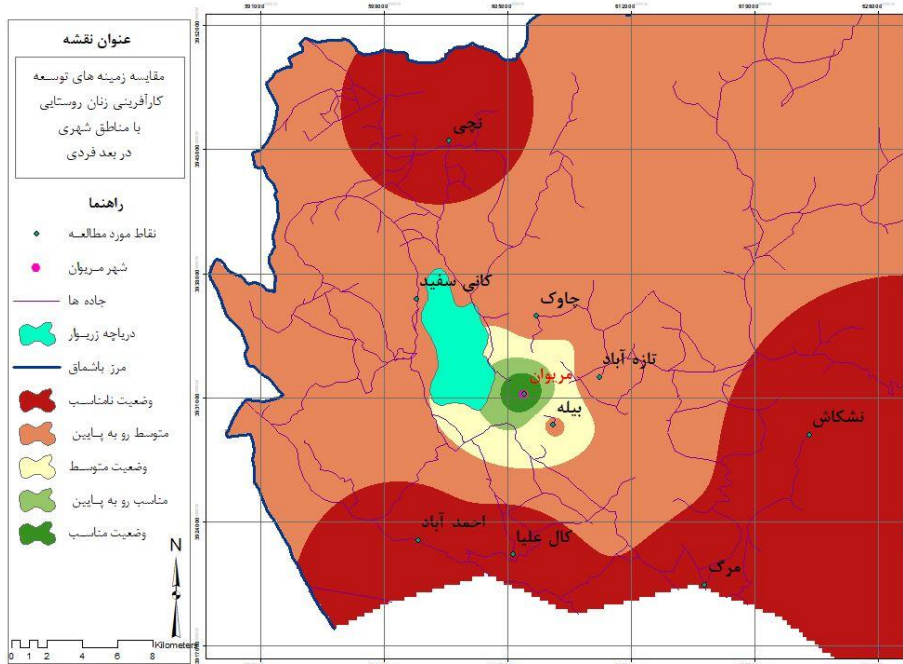 عنوان نقشه
مقایسه زمینه های توسعه
کارآفرینی زنان روستایی
با مناطق شهری
در بعد فردی
راهنما
نقاط مورد مطالعه
شهر مریوان
جاده ها
دریاچه زریوار
مرز باشماق
وضعیت نامناسب
متوسط رو به پایین
وضعیت متوسط
مناسب رو به پایین
وضعیت مناسب
N
0 1 2 4 6 8 Kilometers
نچی
کانی سفید
چاوک
تازه آباد
مریوان
بیله
نشکاش
احمد آباد
کال علیا
مرگ